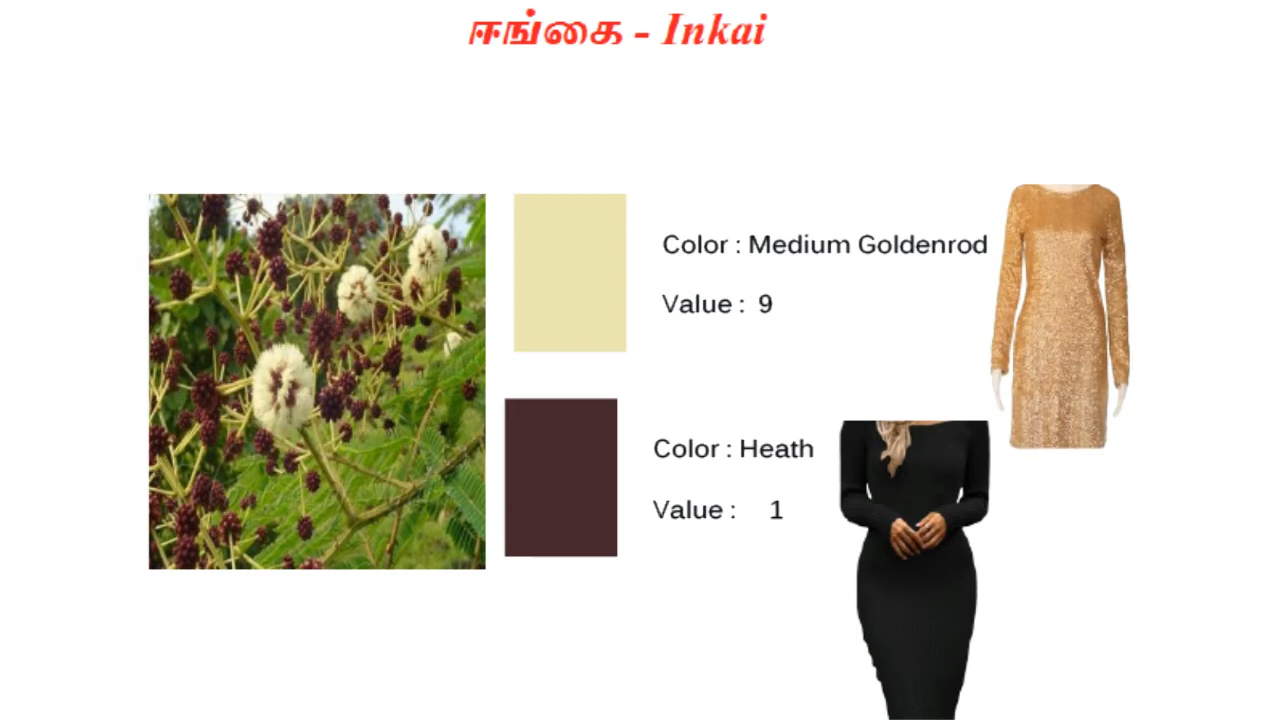 ஈங்கை - Inkai
Color : Medium Goldenrod
Value : 9
Color : Heath
Value : 1